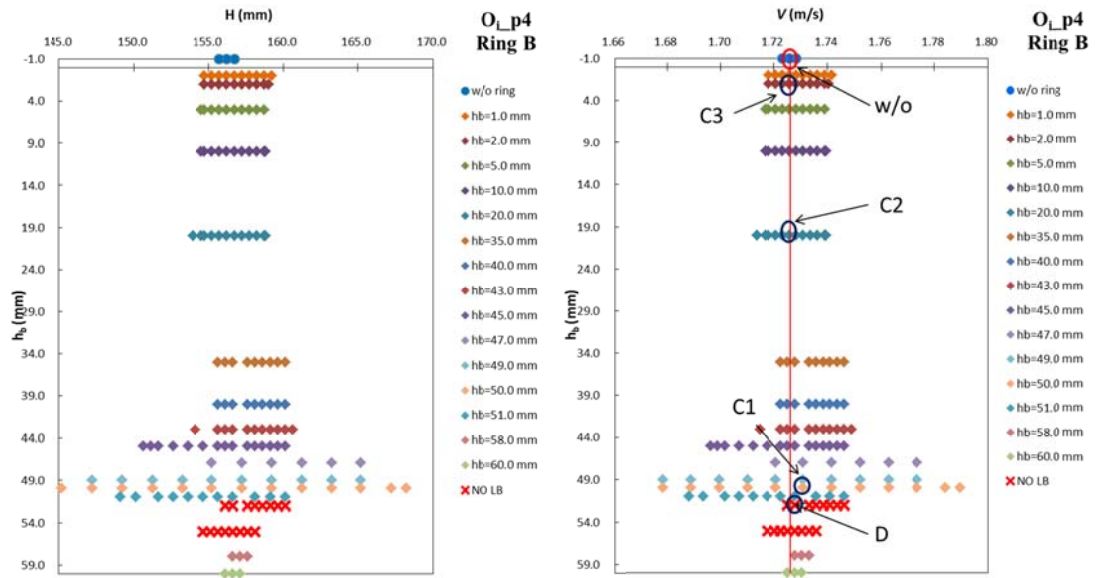 H (mm)
145.0 150.0 155.0 160.0 165.0 170.0
O_i_p4
Ring B
-1.0
4.0
9.0
14.0
19.0
24.0
29.0
34.0
39.0
44.0
49.0
54.0
59.0
h_b (mm)
w/o ring
hb=1.0 mm
hb=2.0 mm
hb=5.0 mm
hb=10.0 mm
hb=20.0 mm
hb=35.0 mm
hb=40.0 mm
hb=43.0 mm
hb=45.0 mm
hb=47.0 mm
hb=49.0 mm
hb=50.0 mm
hb=51.0 mm
hb=58.0 mm
hb=60.0 mm
NO LB
V (m/s)
1.66 1.70 1.72 1.74 1.76 1.78 1.80
O_i_p4
Ring B
-1.0
4.0
9.0
14.0
19.0
24.0
29.0
34.0
39.0
44.0
49.0
54.0
59.0
h_b (mm)
C3
w/o
C2
C1
D
w/o ring
hb=1.0 mm
hb=2.0 mm
hb=5.0 mm
hb=10.0 mm
hb=20.0 mm
hb=35.0 mm
hb=40.0 mm
hb=43.0 mm
hb=45.0 mm
hb=47.0 mm
hb=49.0 mm
hb=50.0 mm
hb=51.0 mm
hb=58.0 mm
hb=60.0 mm
NO LB